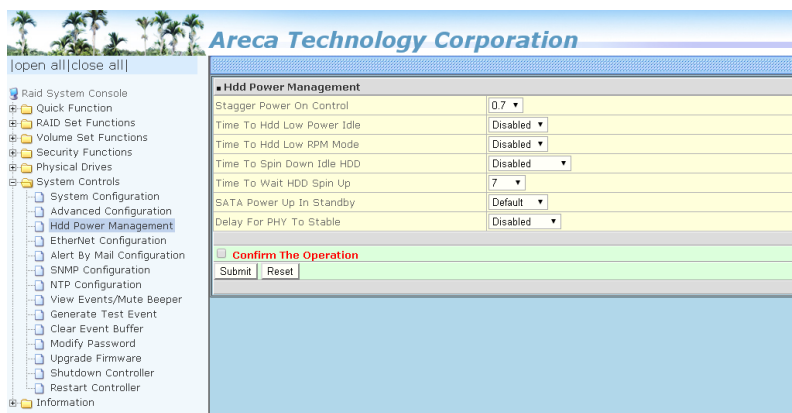 Areca Technology Corporation
|open all|close all|
Raid System Console
Quick Function
RAID Set Functions
Volume Set Functions
Security Functions
Physical Drives
System Controls
System Configuration
Advanced Configuration
Hdd Power Management
EtherNet Configuration
Alert By Mail Configuration
SNMP Configuration
NTP Configuration
View Events/Mute Beeper
Generate Test Event
Clear Event Buffer
Modify Password
Upgrade Firmware
Shutdown Controller
Restart Controller
Information
Hdd Power Management
Stagger Power On Control 0.7
Time To Hdd Low Power Idle Disabled
Time To Hdd Low RPM Mode Disabled
Time To Spin Down Idle HDD Disabled
Time To Wait HDD Spin Up 7
SATA Power Up In Standby Default
Delay For PHY To Stable Disabled
Confirm The Operation
Submit Reset